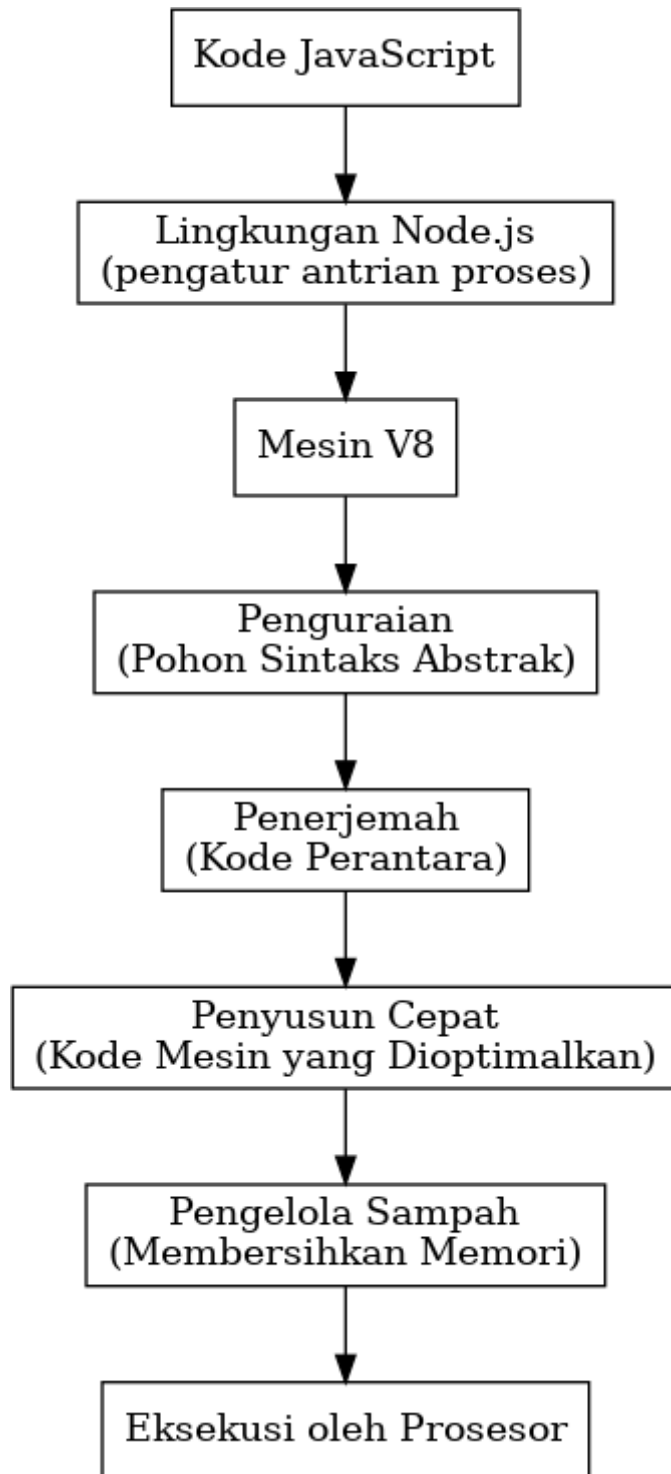 Kode JavaScript
Lingkungan Node.js
(pengatur antrian proses)
Mesin V8
Penguraian
(Pohon Sintaks Abstrak)
Penerjemah
(Kode Perantara)
Penyusun Cepat
(Kode Mesin yang Dioptimalkan)
Pengelola Sampah
(Membersihkan Memori)
Eksekusi oleh Prosesor